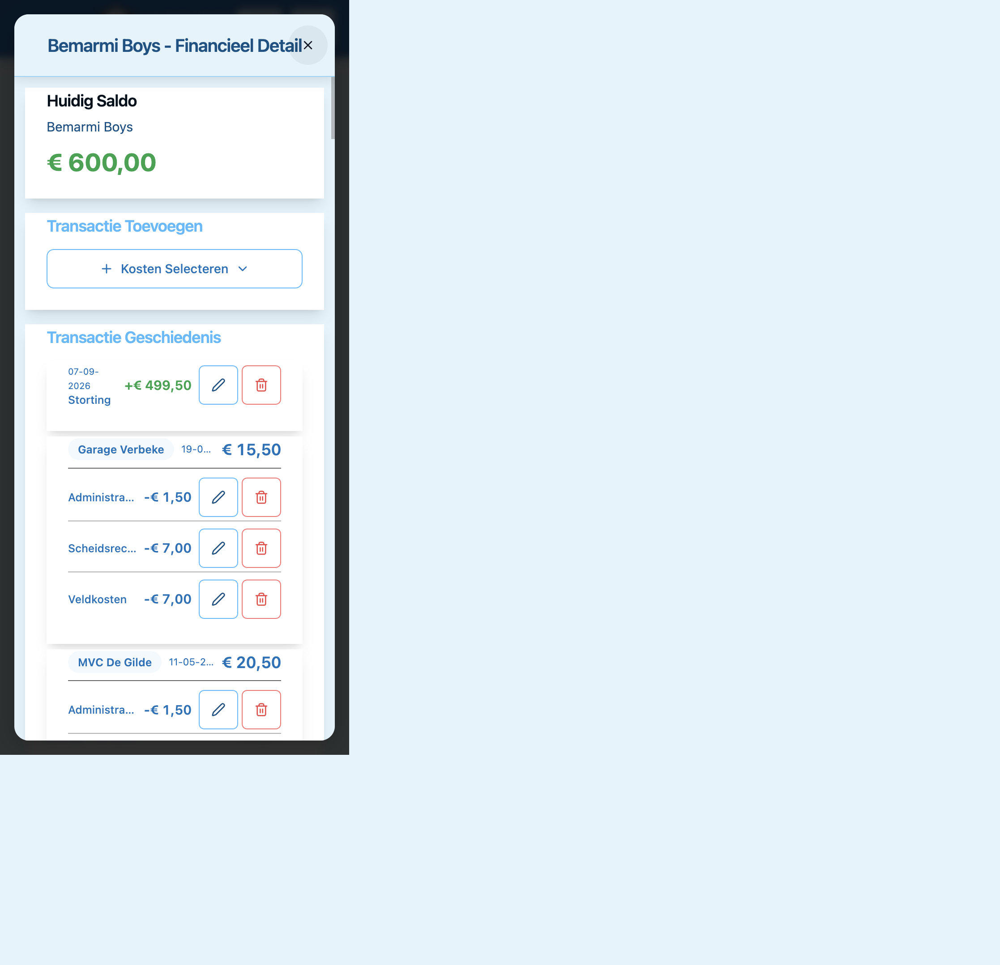 Bemarmi Boys - Financieel Detail
Huidig Saldo
Bemarmi Boys
€ 600,00
Transactie Toevoegen
+ Kosten Selecteren
Transactie Geschiedenis
07-09-
2026
Storting
+€ 499,50
Garage Verbeke 19-0... € 15,50
Administra... -€ 1,50
Scheidsrec... -€ 7,00
Veldkosten -€ 7,00
MVC De Gilde 11-05-2... € 20,50
Administra... -€ 1,50